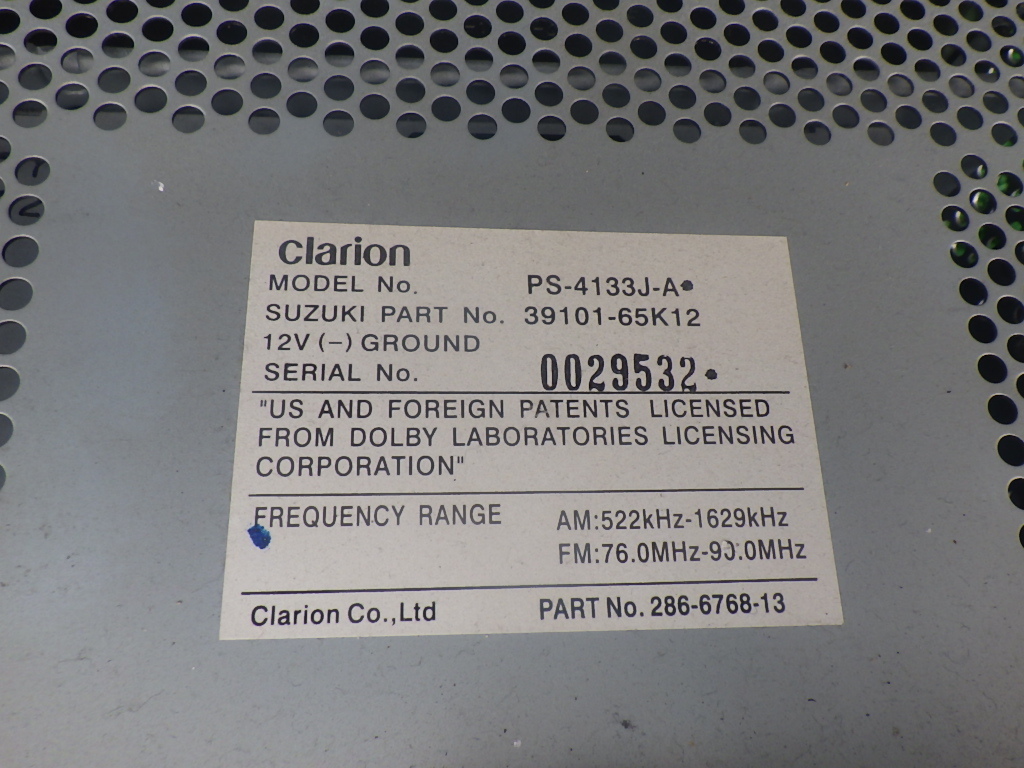 clarion
MODEL No. PS-4133J-A
SUZUKI PART No. 39101-65K12
12V (−) GROUND
SERIAL No. 0029532
"US AND FOREIGN PATENTS LICENSED
FROM DOLBY LABORATORIES LICENSING
CORPORATION"
FREQUENCY RANGE AM:522kHz-1629kHz
FM:76.0MHz-90.0MHz
Clarion Co.,Ltd PART No. 286-6768-13